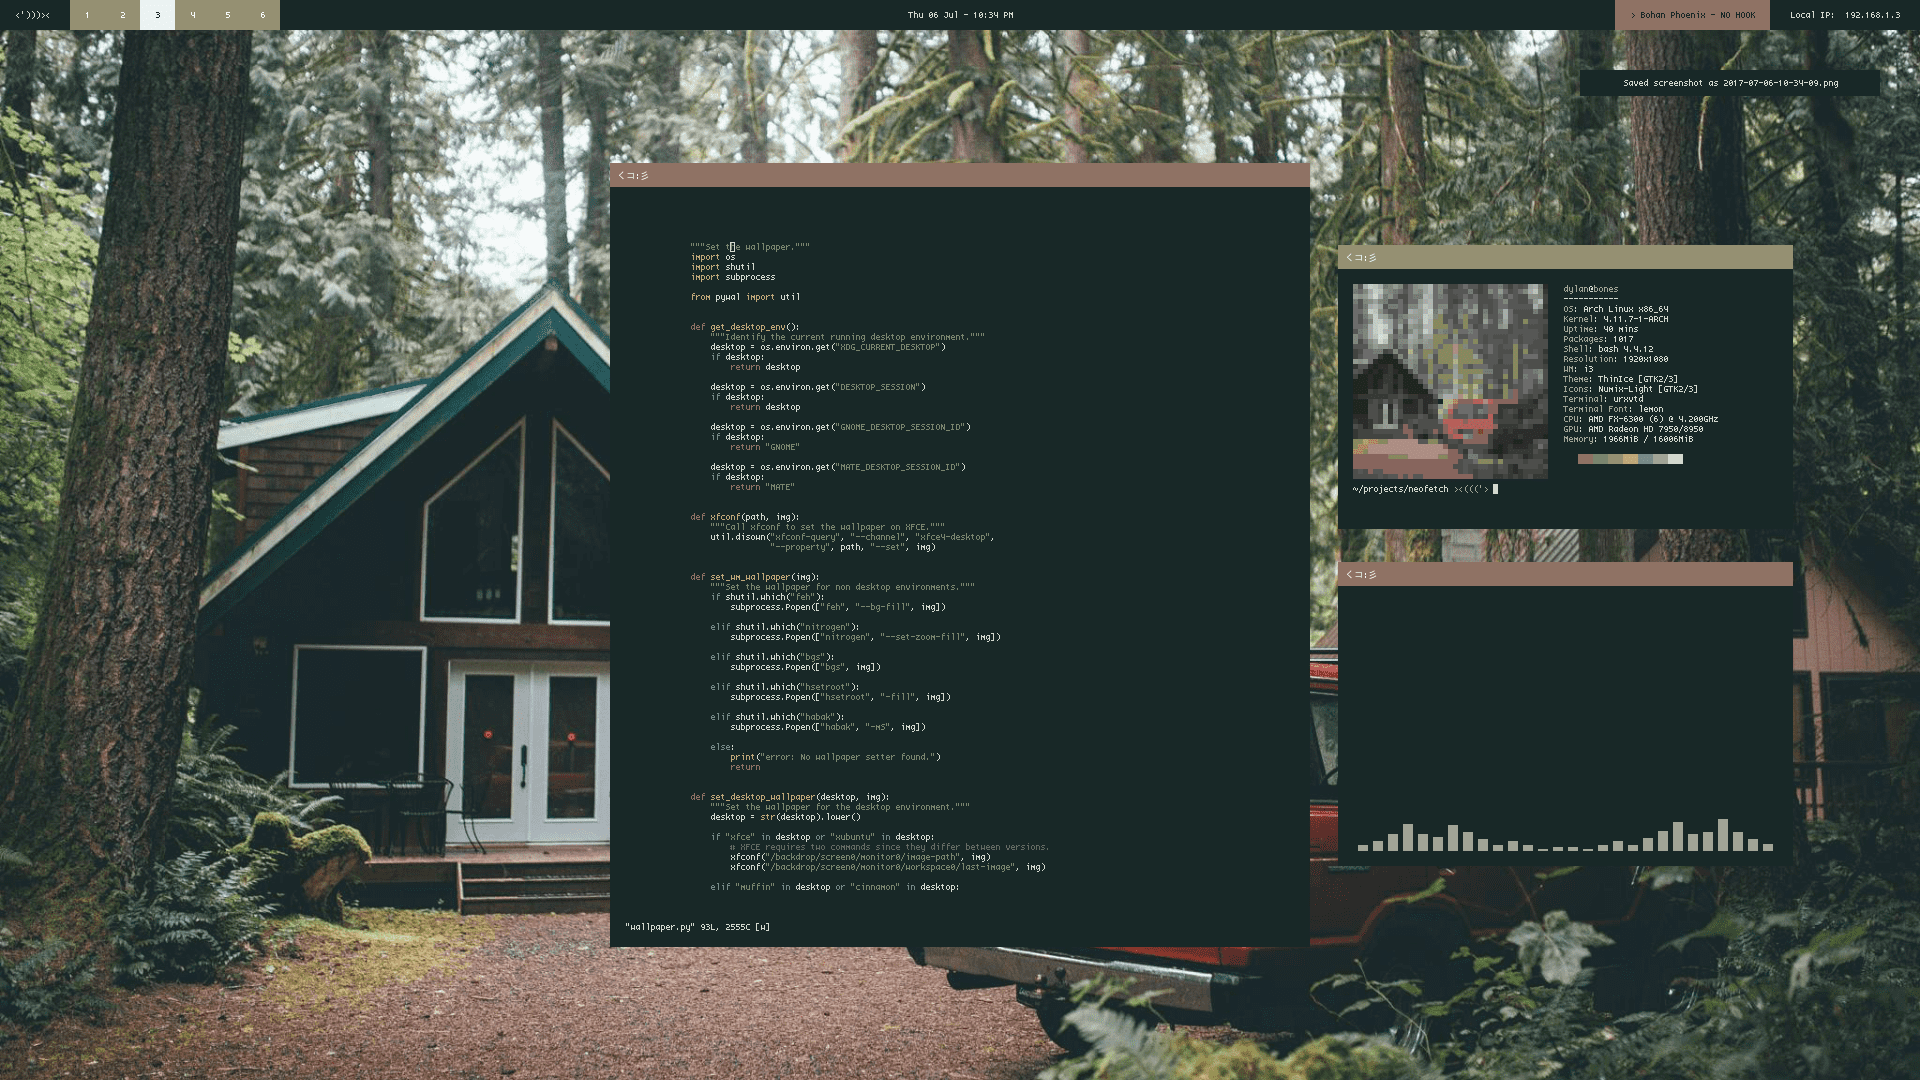 <')))><
1 2 3 4 5 6
Thu 06 Jul - 10:34 PM
> Bohan Phoenix - NO HOOK
Local IP: 192.168.1.3
Saved screenshot as 2017-07-06-10-34-09.png
くコ:彡
"""Set the wallpaper."""
import os
import shutil
import subprocess
from pywal import util
def get_desktop_env():
"""Identify the current running desktop environment."""
desktop = os.environ.get("XDG_CURRENT_DESKTOP")
if desktop:
return desktop
desktop = os.environ.get("DESKTOP_SESSION")
if desktop:
return desktop
desktop = os.environ.get("GNOME_DESKTOP_SESSION_ID")
if desktop:
return "GNOME"
desktop = os.environ.get("MATE_DESKTOP_SESSION_ID")
if desktop:
return "MATE"
def xfconf(path, img):
"""Call xfconf to set the wallpaper on XFCE."""
util.disown("xfconf-query", "--channel", "xfce4-desktop",
"--property", path, "--set", img)
def set_wm_wallpaper(img):
"""Set the wallpaper for non desktop environments."""
if shutil.which("feh"):
subprocess.Popen(["feh", "--bg-fill", img])
elif shutil.which("nitrogen"):
subprocess.Popen(["nitrogen", "--set-zoom-fill", img])
elif shutil.which("bgs"):
subprocess.Popen(["bgs", img])
elif shutil.which("hsetroot"):
subprocess.Popen(["hsetroot", "-fill", img])
elif shutil.which("habak"):
subprocess.Popen(["habak", "-mS", img])
else:
print("error: No wallpaper setter found.")
return
def set_desktop_wallpaper(desktop, img):
"""Set the wallpaper for the desktop environment."""
desktop = str(desktop).lower()
if "xfce" in desktop or "xubuntu" in desktop:
# XFCE requires two commands since they differ between versions.
xfconf("/backdrop/screen0/monitor0/image-path", img)
xfconf("/backdrop/screen0/monitor0/workspace0/last-image", img)
elif "muffin" in desktop or "cinnamon" in desktop:
"wallpaper.py" 93L, 2555C [w]
くコ:彡
dylan@bones
-----------
OS: Arch Linux x86_64
Kernel: 4.11.7-1-ARCH
Uptime: 40 mins
Packages: 1017
Shell: bash 4.4.12
Resolution: 1920x1080
WM: i3
Theme: ThinIce [GTK2/3]
Icons: Numix-Light [GTK2/3]
Terminal: urxvtd
Terminal Font: lemon
CPU: AMD FX-6300 (6) @ 4.200GHz
GPU: AMD Radeon HD 7950/8950
Memory: 1966MiB / 16006MiB
~/projects/neofetch ><(((°>
くコ:彡